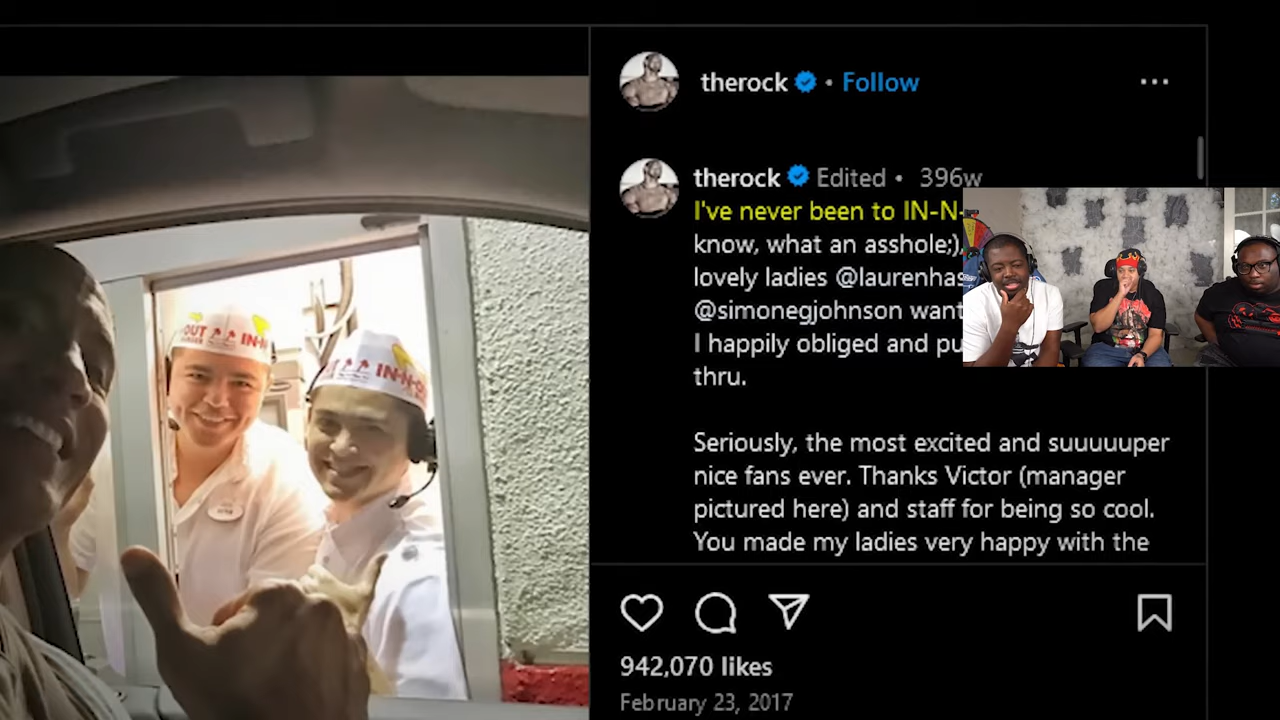 therock • Follow
therock Edited • 396w
I've never been to IN-N-
know, what an asshole;),
lovely ladies @laurenhas
@simonegjohnson want
I happily obliged and pu
thru.
Seriously, the most excited and suuuuuper
nice fans ever. Thanks Victor (manager
pictured here) and staff for being so cool.
You made my ladies very happy with the
942,070 likes
February 23, 2017
OUT IN-N
IN-N-O